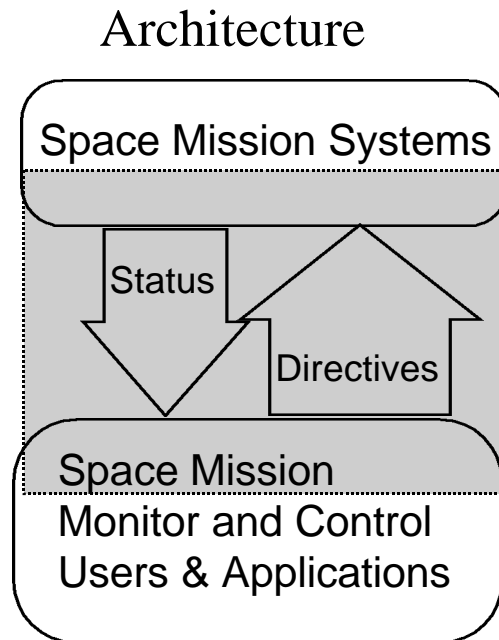 Architecture
Space Mission Systems
Status
Directives
Space Mission
Monitor and Control
Users & Applications